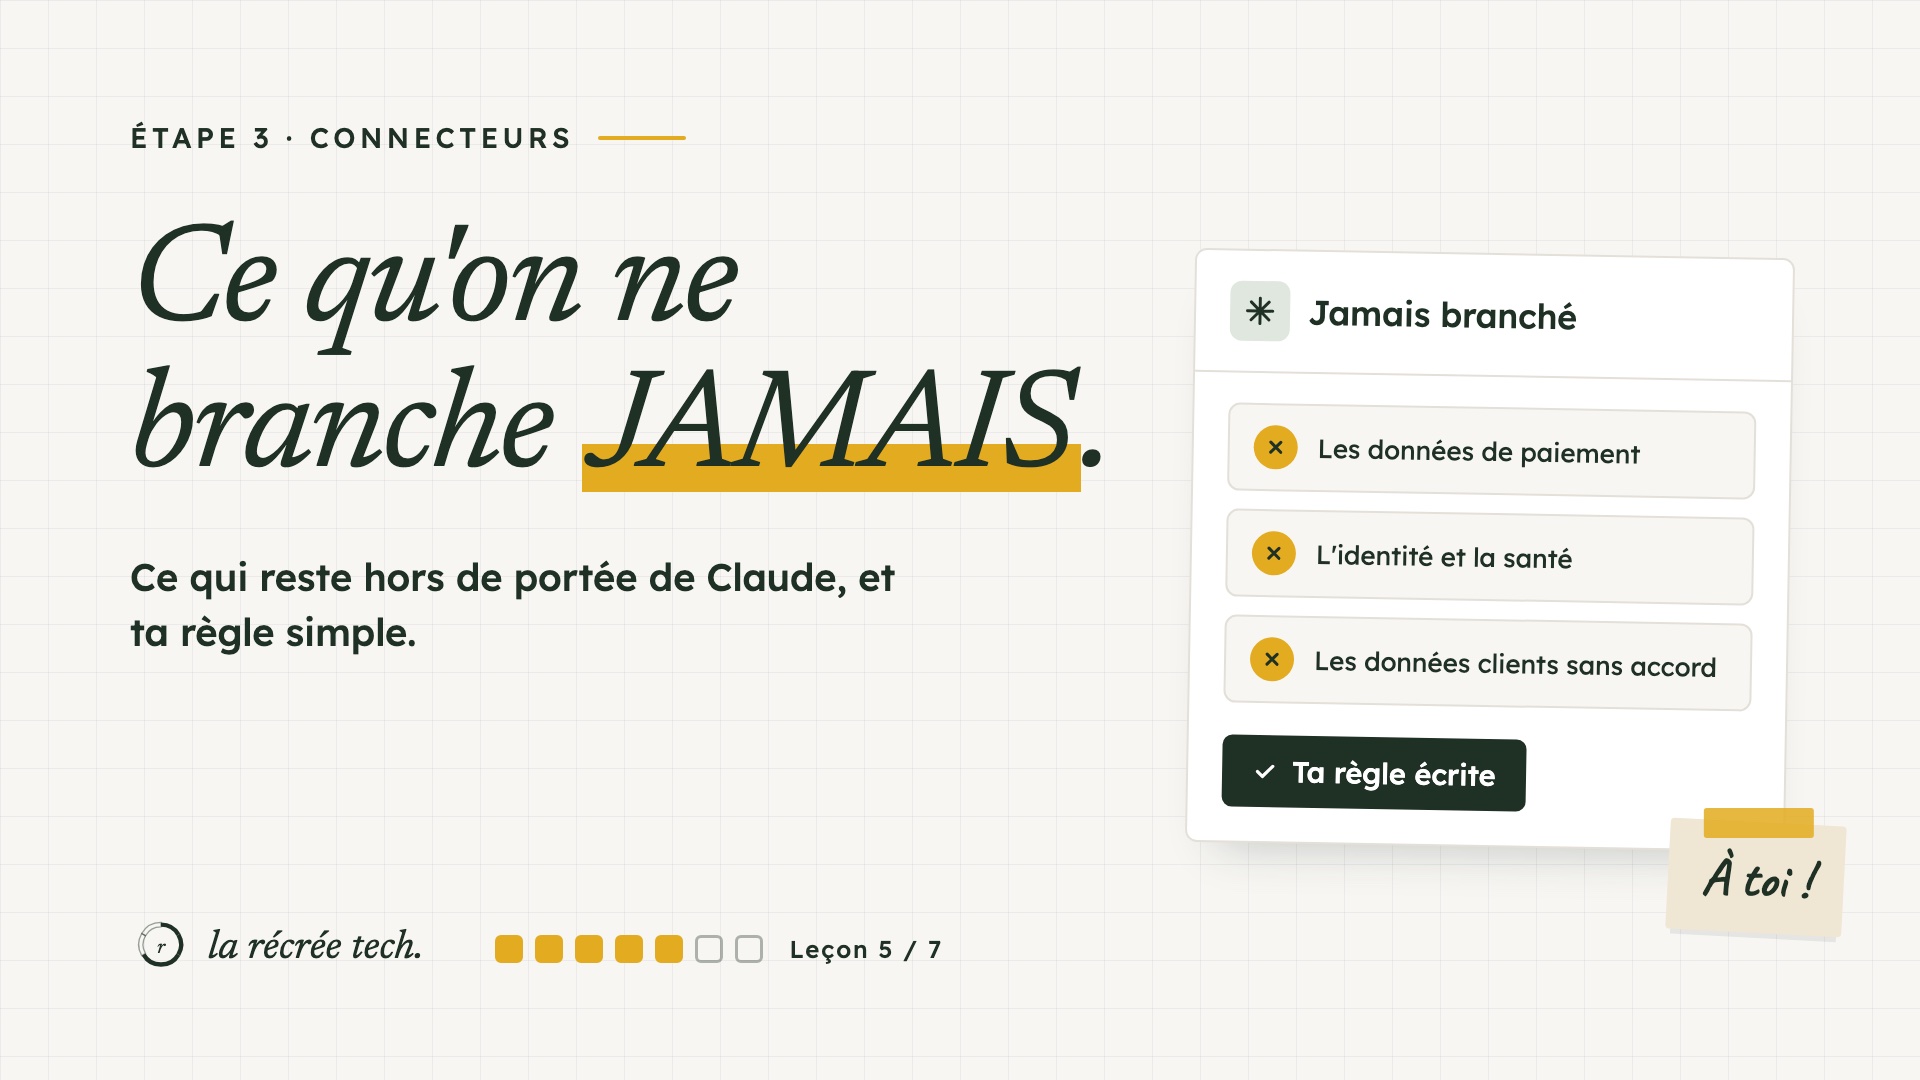 ÉTAPE 3 · CONNECTEURS
Ce qu'on ne
branche JAMAIS.
Ce qui reste hors de portée de Claude, et
ta règle simple.
Jamais branché
Les données de paiement
L'identité et la santé
Les données clients sans accord
Ta règle écrite
À toi !
r
la récrée tech.
Leçon 5 / 7